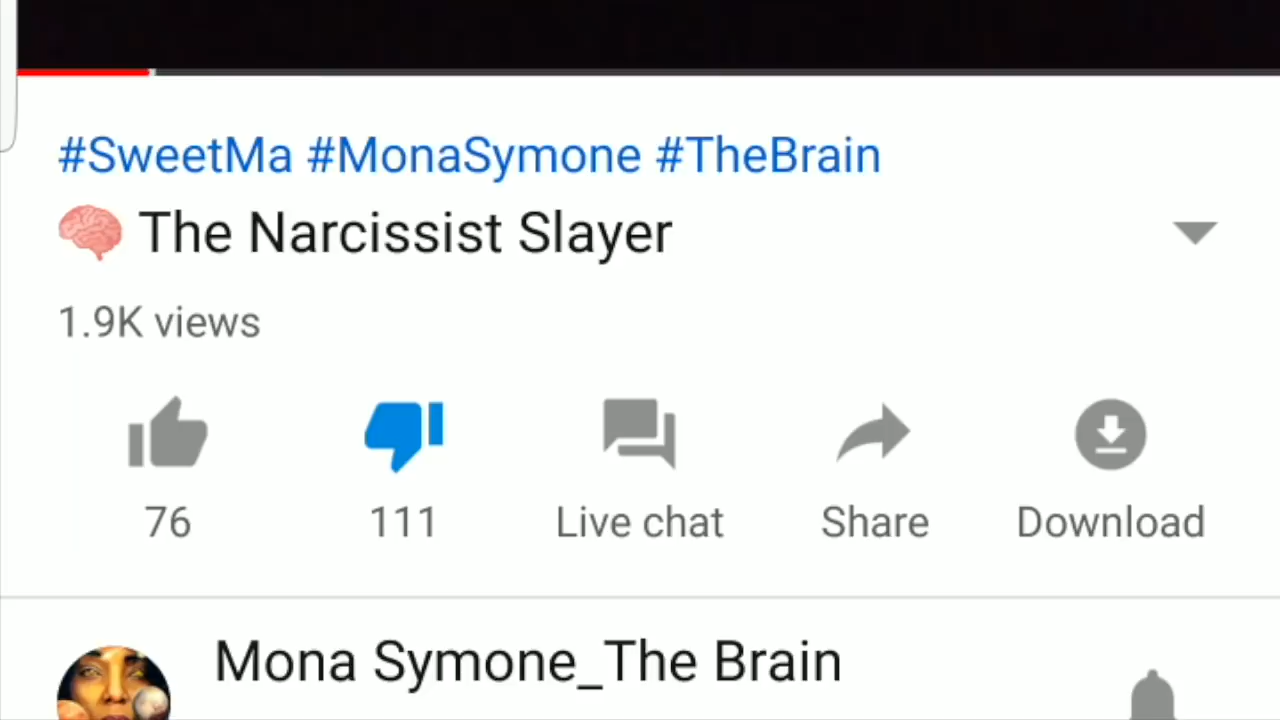 #SweetMa #MonaSymone #TheBrain
🧠 The Narcissist Slayer
1.9K views
76 111 Live chat Share Download
Mona Symone_The Brain